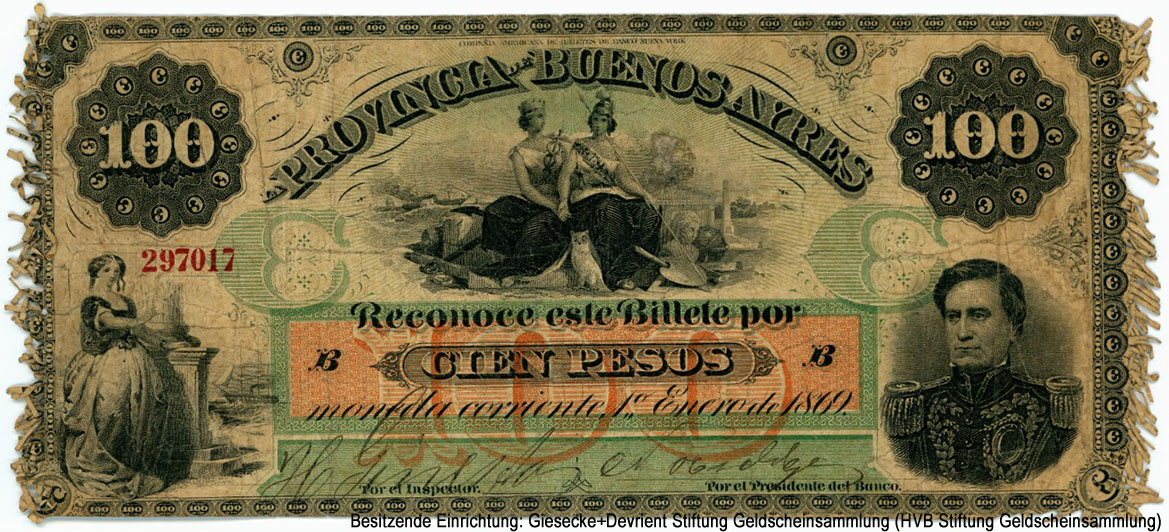 COMPAÑIA AMERICANA DE BILLETES DE BANCO NUEVA YORK
LA PROVINCIA DE BUENOS AYRES
100 100
297017
Reconoce este Billete por
B CIEN PESOS B
100
moneda corriente 1º Enero de 1869.
Por el Inspector. Por el Presidente del Banco.
Besitzende Einrichtung: Giesecke+Devrient Stiftung Geldscheinsammlung (HVB Stiftung Geldscheinsammlung)